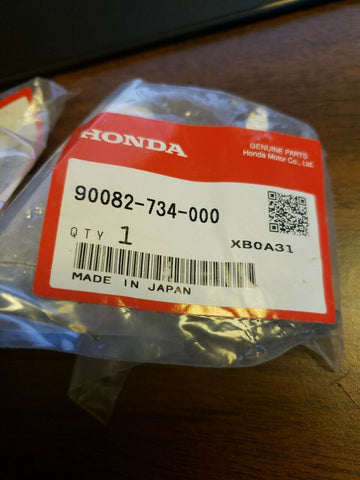 HONDA
GENUINE PARTS
Honda Motor Co., Ltd.
90082-734-000
QTY 1
XB0A31
MADE IN JAPAN